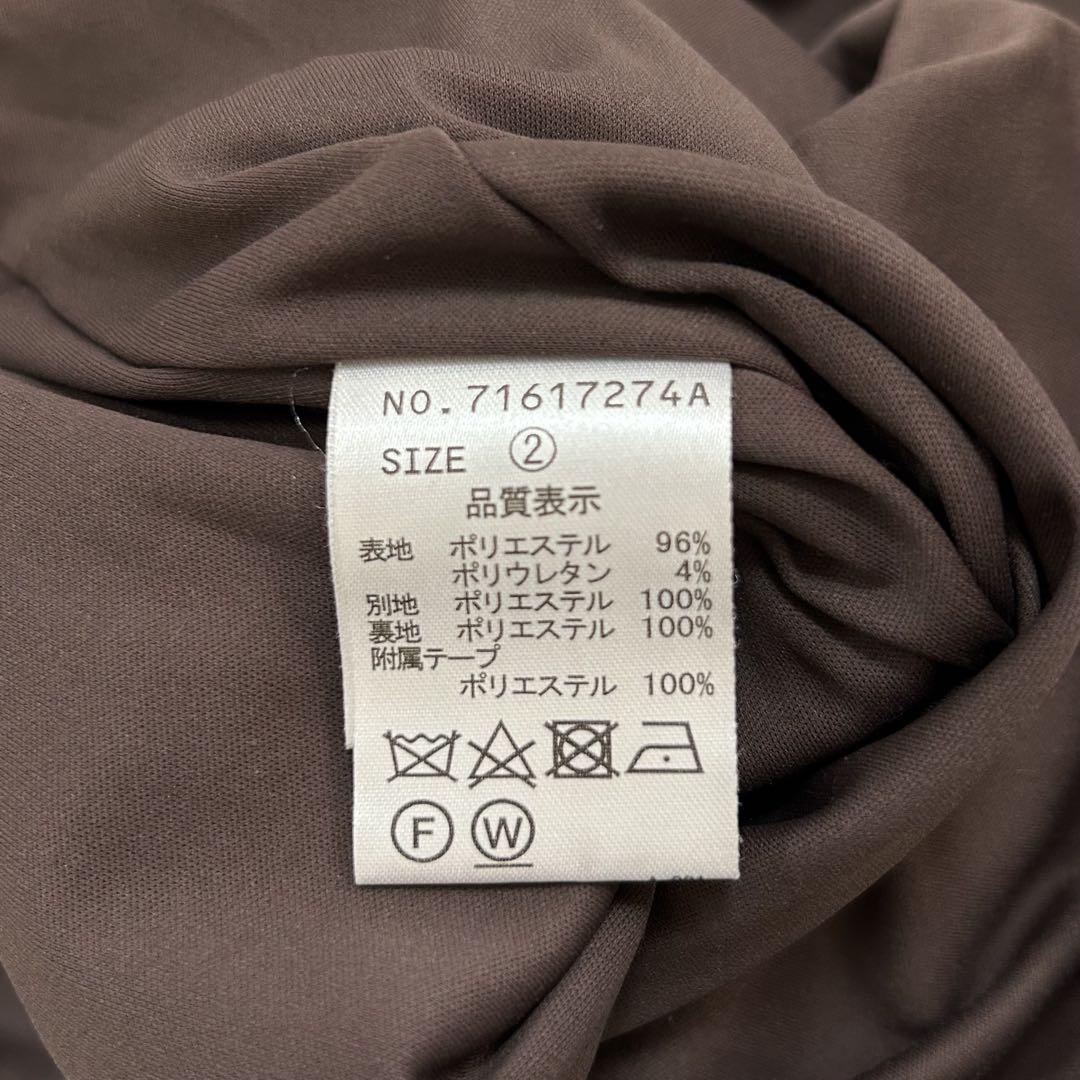 NO.71617274A
SIZE ②
品質表示
表地 ポリエステル 96%
ポリウレタン 4%
別地 ポリエステル 100%
裏地 ポリエステル 100%
附属テープ
ポリエステル 100%
F W